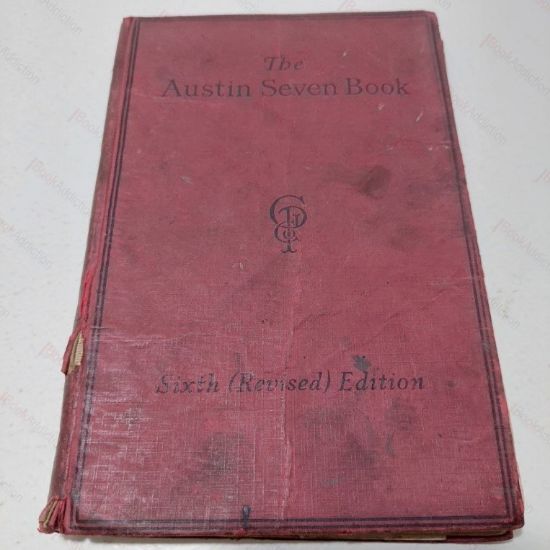 The
Austin Seven Book
Sixth (Revised) Edition